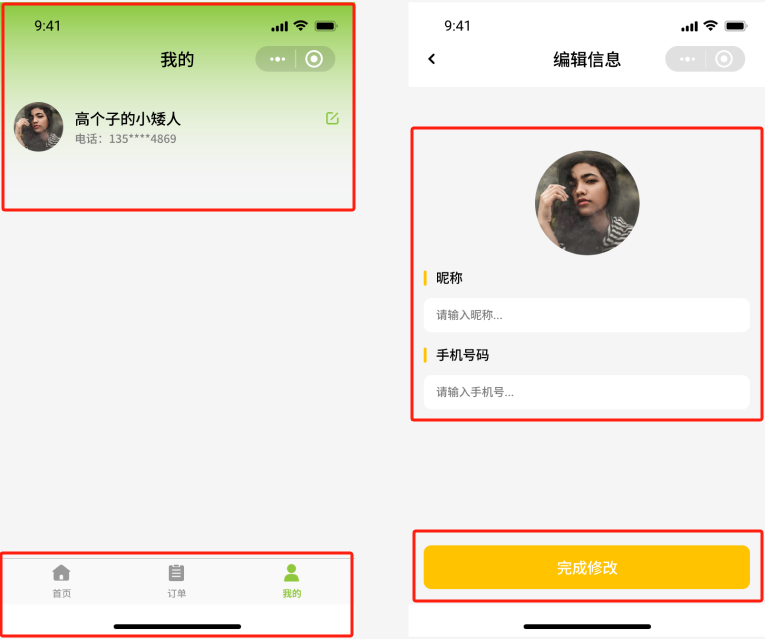 9:41
我的
高个子的小矮人
电话：135****4869
首页
订单
我的
9:41
编辑信息
昵称
请输入昵称...
手机号码
请输入手机号...
完成修改